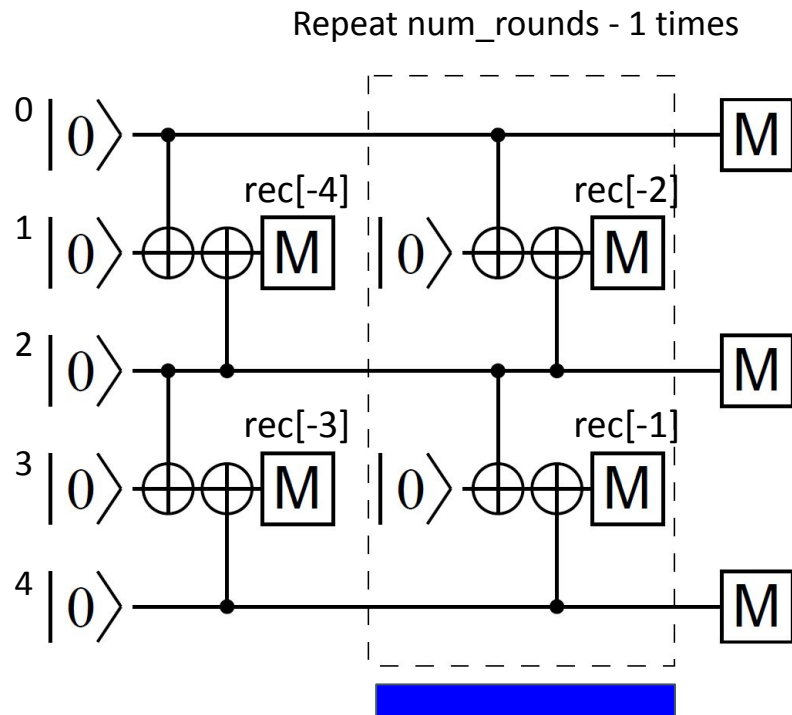 Repeat num_rounds - 1 times
0 |0⟩ M
rec[-4] rec[-2]
1 |0⟩ M |0⟩ M
2 |0⟩ M
rec[-3] rec[-1]
3 |0⟩ M |0⟩ M
4 |0⟩ M